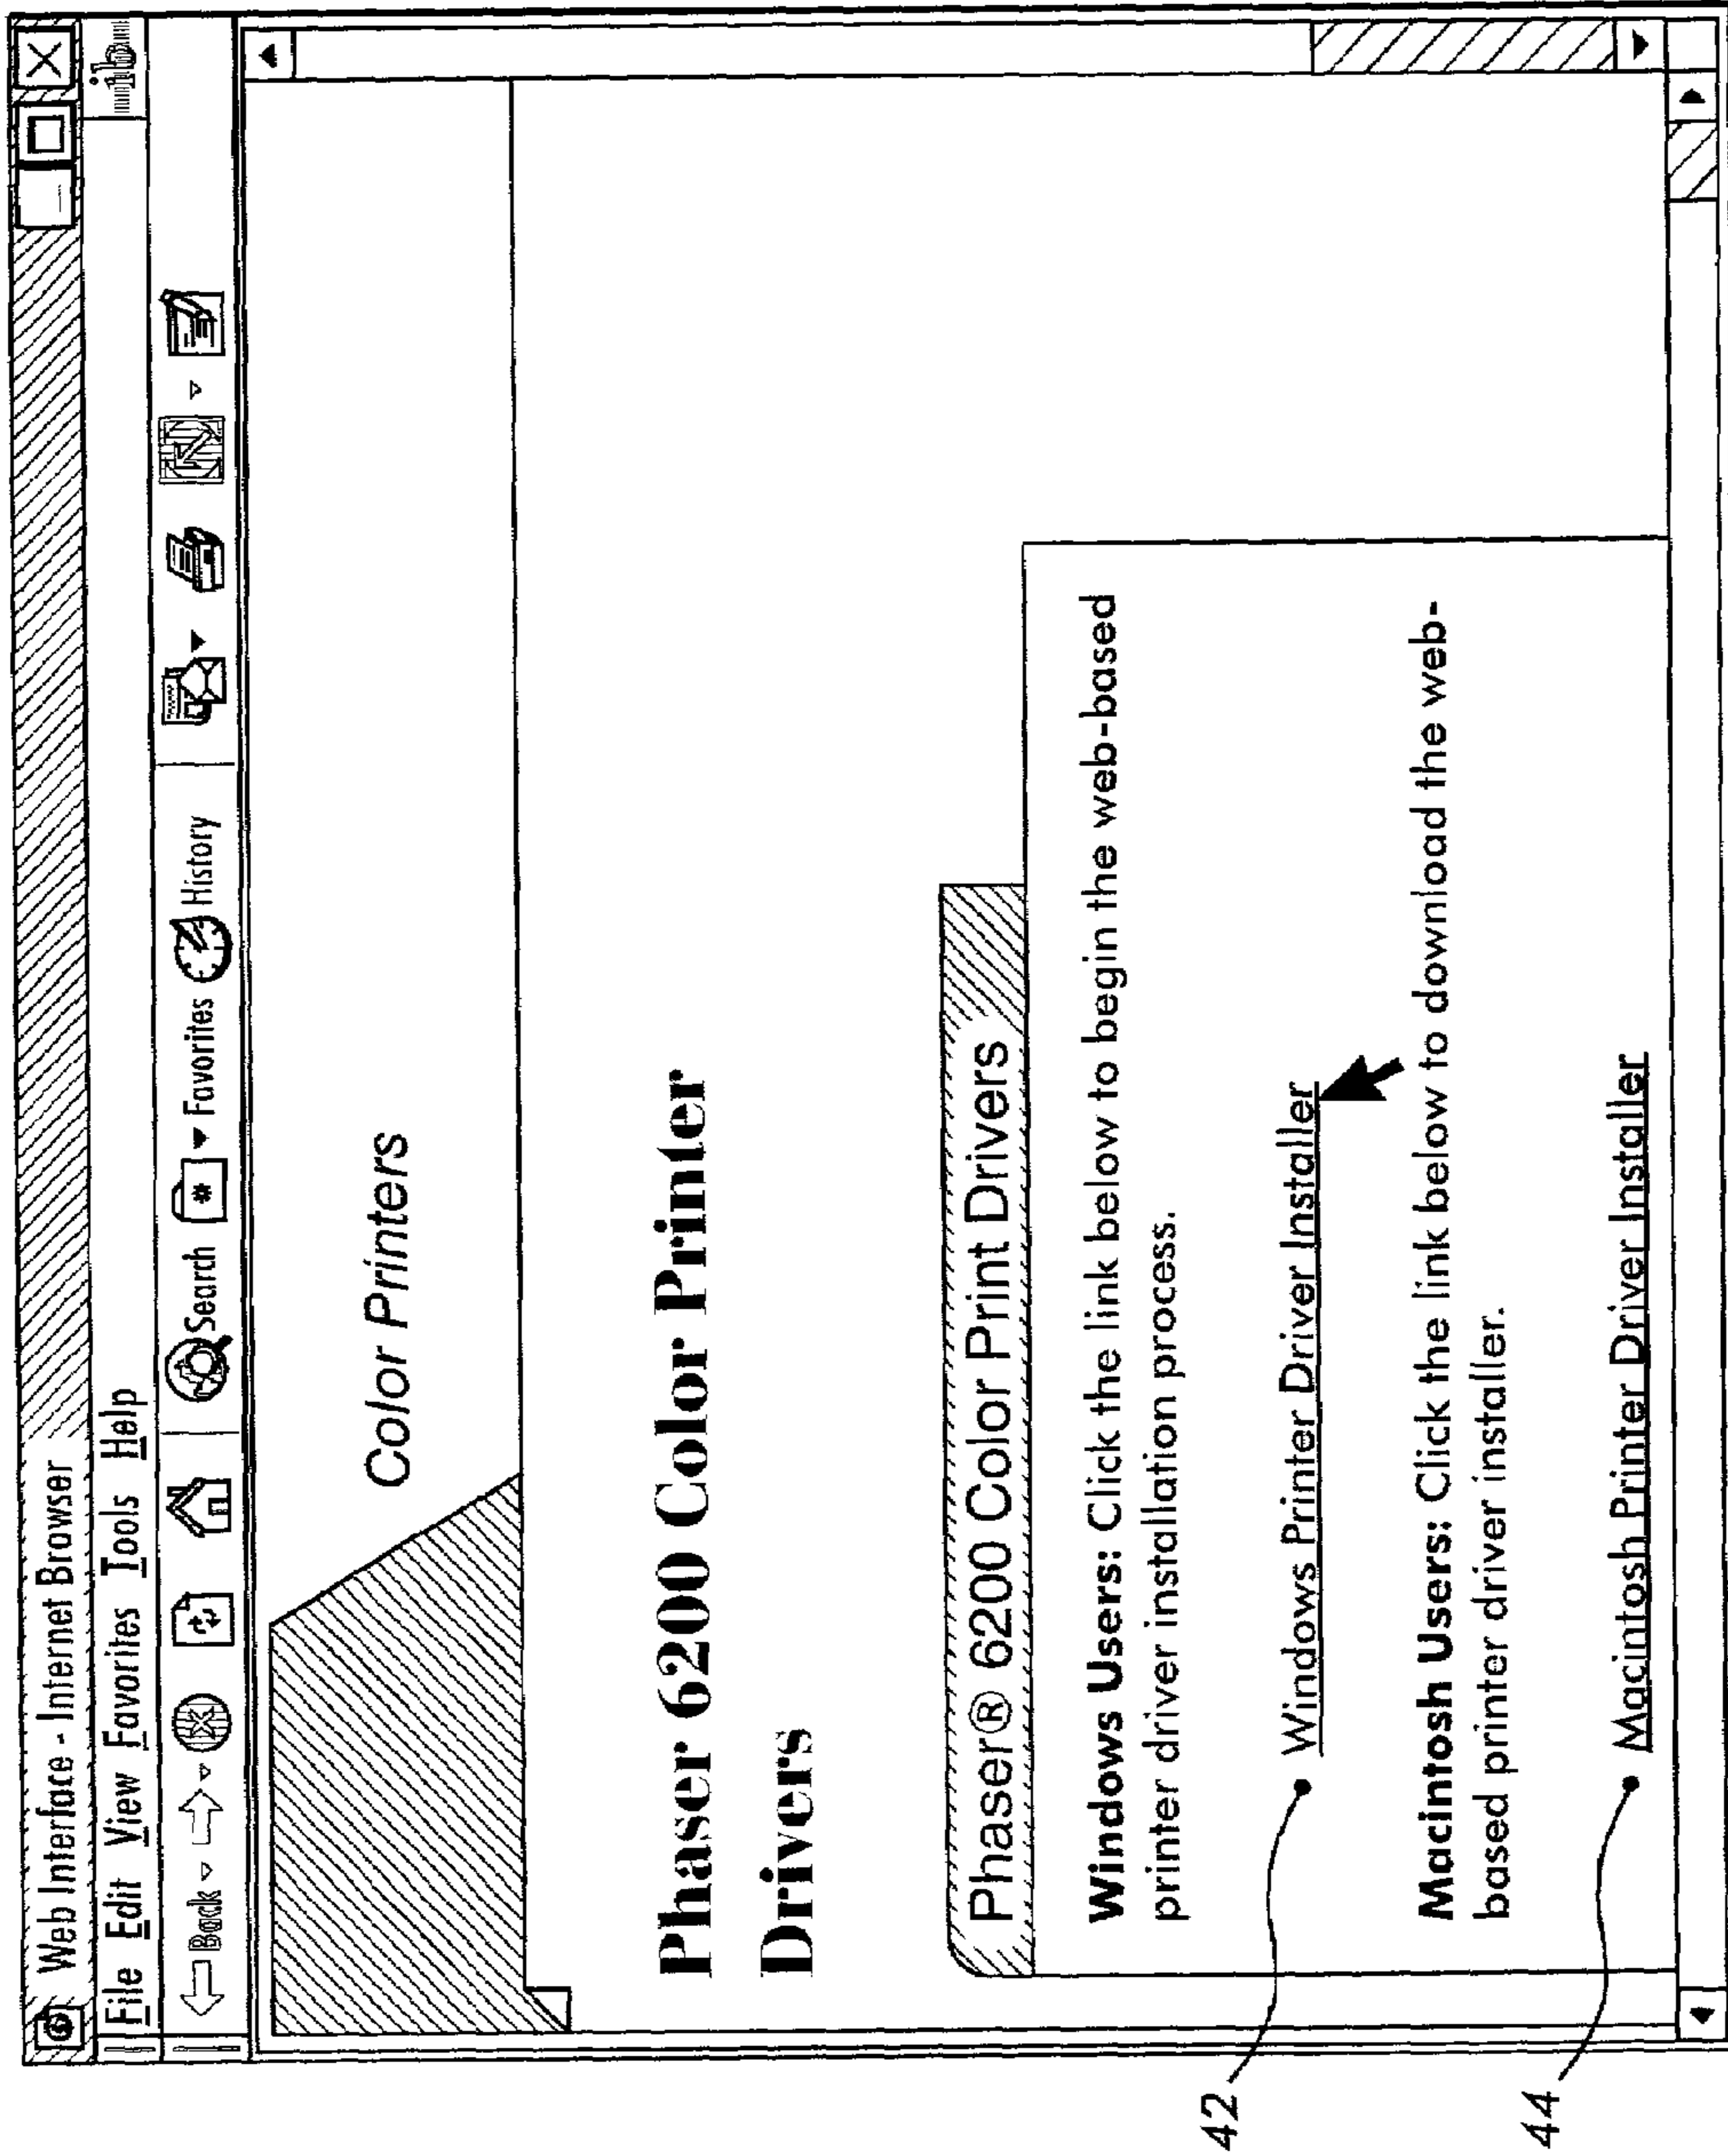 Web Interface - Internet Browser
File Edit View Favorites Tools Help
Back Search Favorites History
Color Printers
Phaser 6200 Color Printer
Drivers
Phaser® 6200 Color Print Drivers
Windows Users: Click the link below to begin the web-based
printer driver installation process.
42
• Windows Printer Driver Installer
Macintosh Users: Click the link below to download the web-
based printer driver installer.
44
• Macintosh Printer Driver Installer